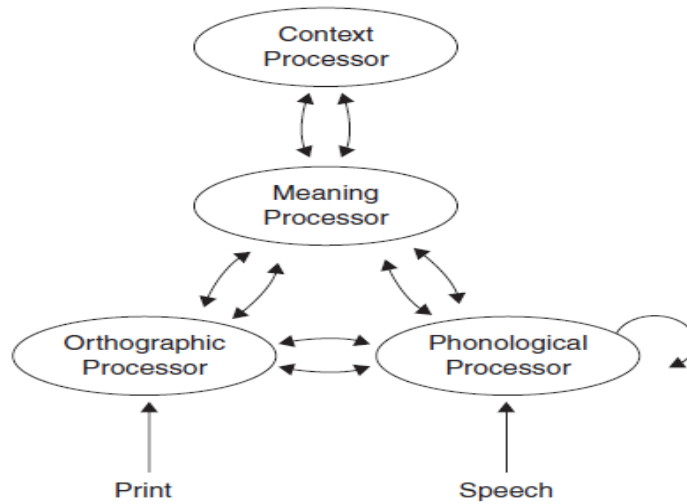 Context
Processor
Meaning
Processor
Orthographic
Processor
Phonological
Processor
Print
Speech